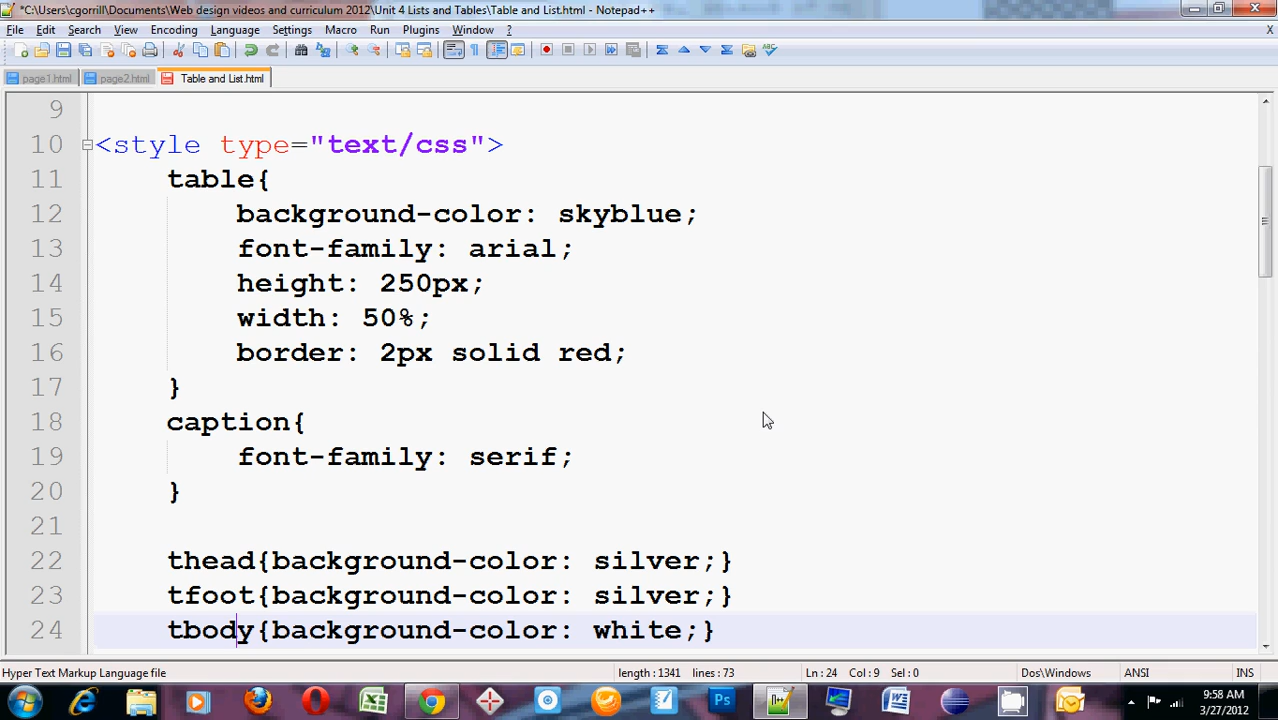 *C:\Users\cgorrill\Documents\Web design videos and curriculum 2012\Unit 4 Lists and Tables\Table and List.html - Notepad++
File Edit Search View Encoding Language Settings Macro Run Plugins Window ? X
page1.html page2.html Table and List.html
9
10 <style type="text/css">
11 table{
12 background-color: skyblue;
13 font-family: arial;
14 height: 250px;
15 width: 50%;
16 border: 2px solid red;
17 }
18 caption{
19 font-family: serif;
20 }
21
22 thead{background-color: silver;}
23 tfoot{background-color: silver;}
24 tbody{background-color: white;}
Hyper Text Markup Language file length : 1341 lines : 73 Ln : 24 Col : 9 Sel : 0 Dos\Windows ANSI INS
Ps
9:58 AM
3/27/2012